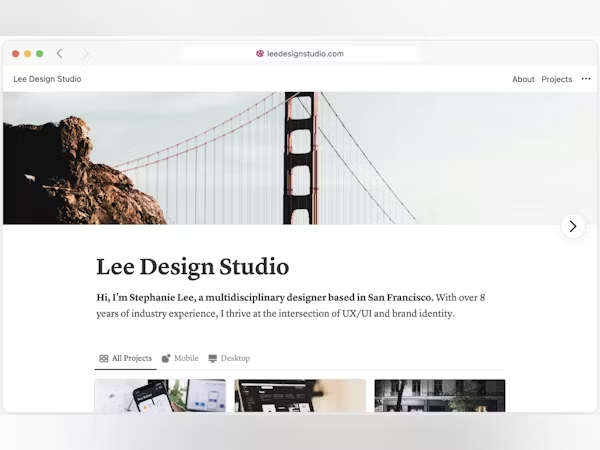 leedesignstudio.com
Lee Design Studio
About Projects
Lee Design Studio
Hi, I'm Stephanie Lee, a multidisciplinary designer based in San Francisco. With over 8
years of industry experience, I thrive at the intersection of UX/UI and brand identity.
All Projects Mobile Desktop